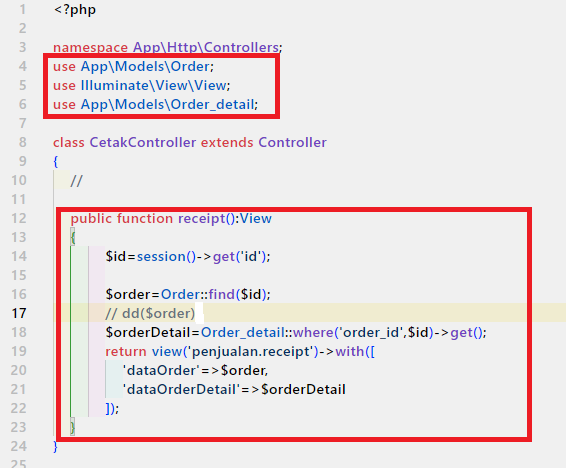 1 <?php
2
3 namespace App\Http\Controllers;
4 use App\Models\Order;
5 use Illuminate\View\View;
6 use App\Models\Order_detail;
7
8 class CetakController extends Controller
9 {
10 //
11
12 public function receipt():View
13 {
14 $id=session()->get('id');
15
16 $order=Order::find($id);
17 // dd($order)
18 $orderDetail=Order_detail::where('order_id',$id)->get();
19 return view('penjualan.receipt')->with([
20 'dataOrder'=>$order,
21 'dataOrderDetail'=>$orderDetail
22 ]);
23 }
24 }
25